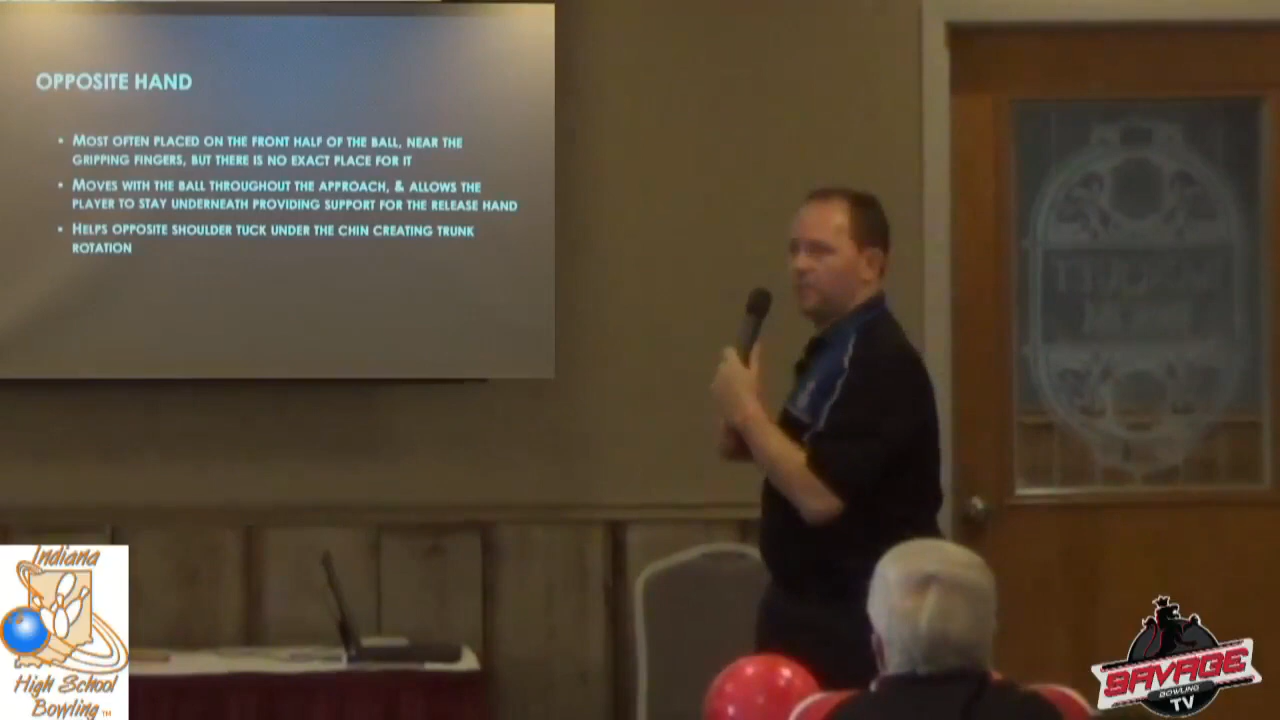 OPPOSITE HAND
• MOST OFTEN PLACED ON THE FRONT HALF OF THE BALL, NEAR THE
GRIPPING FINGERS, BUT THERE IS NO EXACT PLACE FOR IT
• MOVES WITH THE BALL THROUGHOUT THE APPROACH, & ALLOWS THE
PLAYER TO STAY UNDERNEATH PROVIDING SUPPORT FOR THE RELEASE HAND
• HELPS OPPOSITE SHOULDER TUCK UNDER THE CHIN CREATING TRUNK
ROTATION
Indiana
High School
Bowling TM
SAVAGE
BOWLING
TV